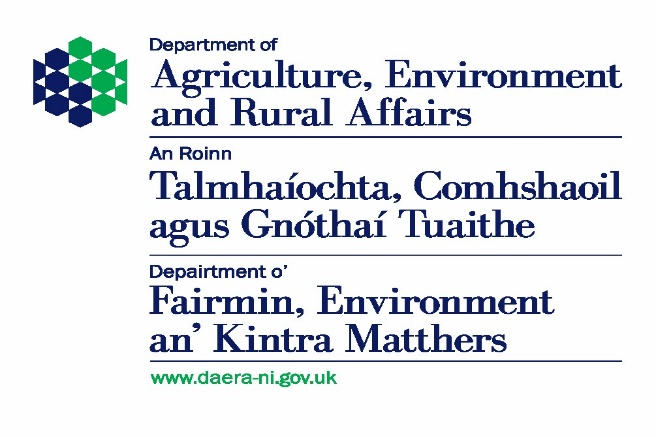 Department of
Agriculture, Environment
and Rural Affairs
An Roinn
Talmhaíochta, Comhshaoil
agus Gnóthaí Tuaithe
Depairtment o'
Fairmin, Environment
an' Kintra Matthers
www.daera-ni.gov.uk